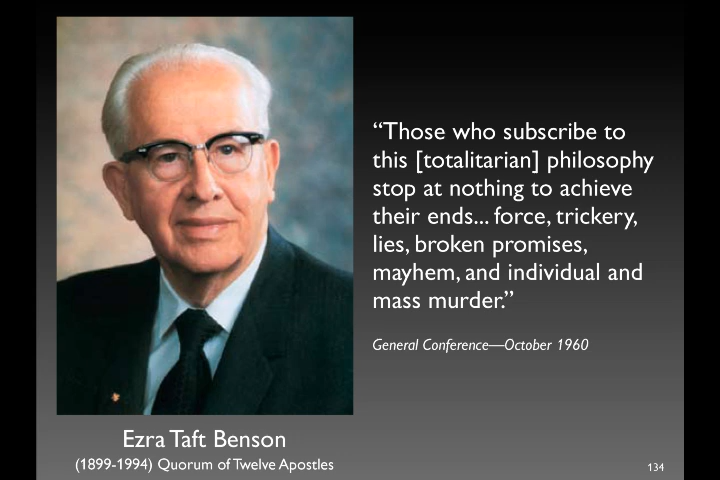 “Those who subscribe to
this [totalitarian] philosophy
stop at nothing to achieve
their ends... force, trickery,
lies, broken promises,
mayhem, and individual and
mass murder.”
General Conference—October 1960
Ezra Taft Benson
(1899-1994) Quorum of Twelve Apostles
134